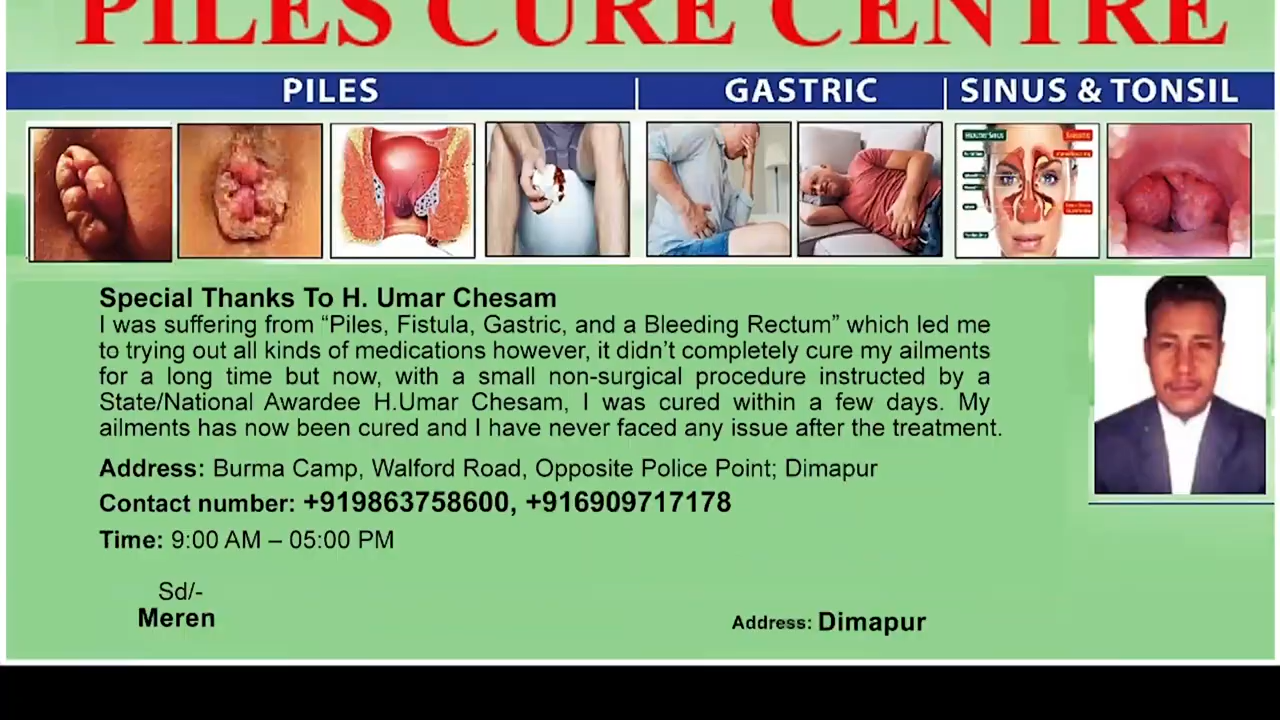 PILES CURE CENTRE
PILES | GASTRIC | SINUS & TONSIL
Special Thanks To H. Umar Chesam
I was suffering from “Piles, Fistula, Gastric, and a Bleeding Rectum” which led me
to trying out all kinds of medications however, it didn’t completely cure my ailments
for a long time but now, with a small non-surgical procedure instructed by a
State/National Awardee H.Umar Chesam, I was cured within a few days. My
ailments has now been cured and I have never faced any issue after the treatment.
Address: Burma Camp, Walford Road, Opposite Police Point; Dimapur
Contact number: +919863758600, +916909717178
Time: 9:00 AM – 05:00 PM
Sd/-
Meren
Address: Dimapur